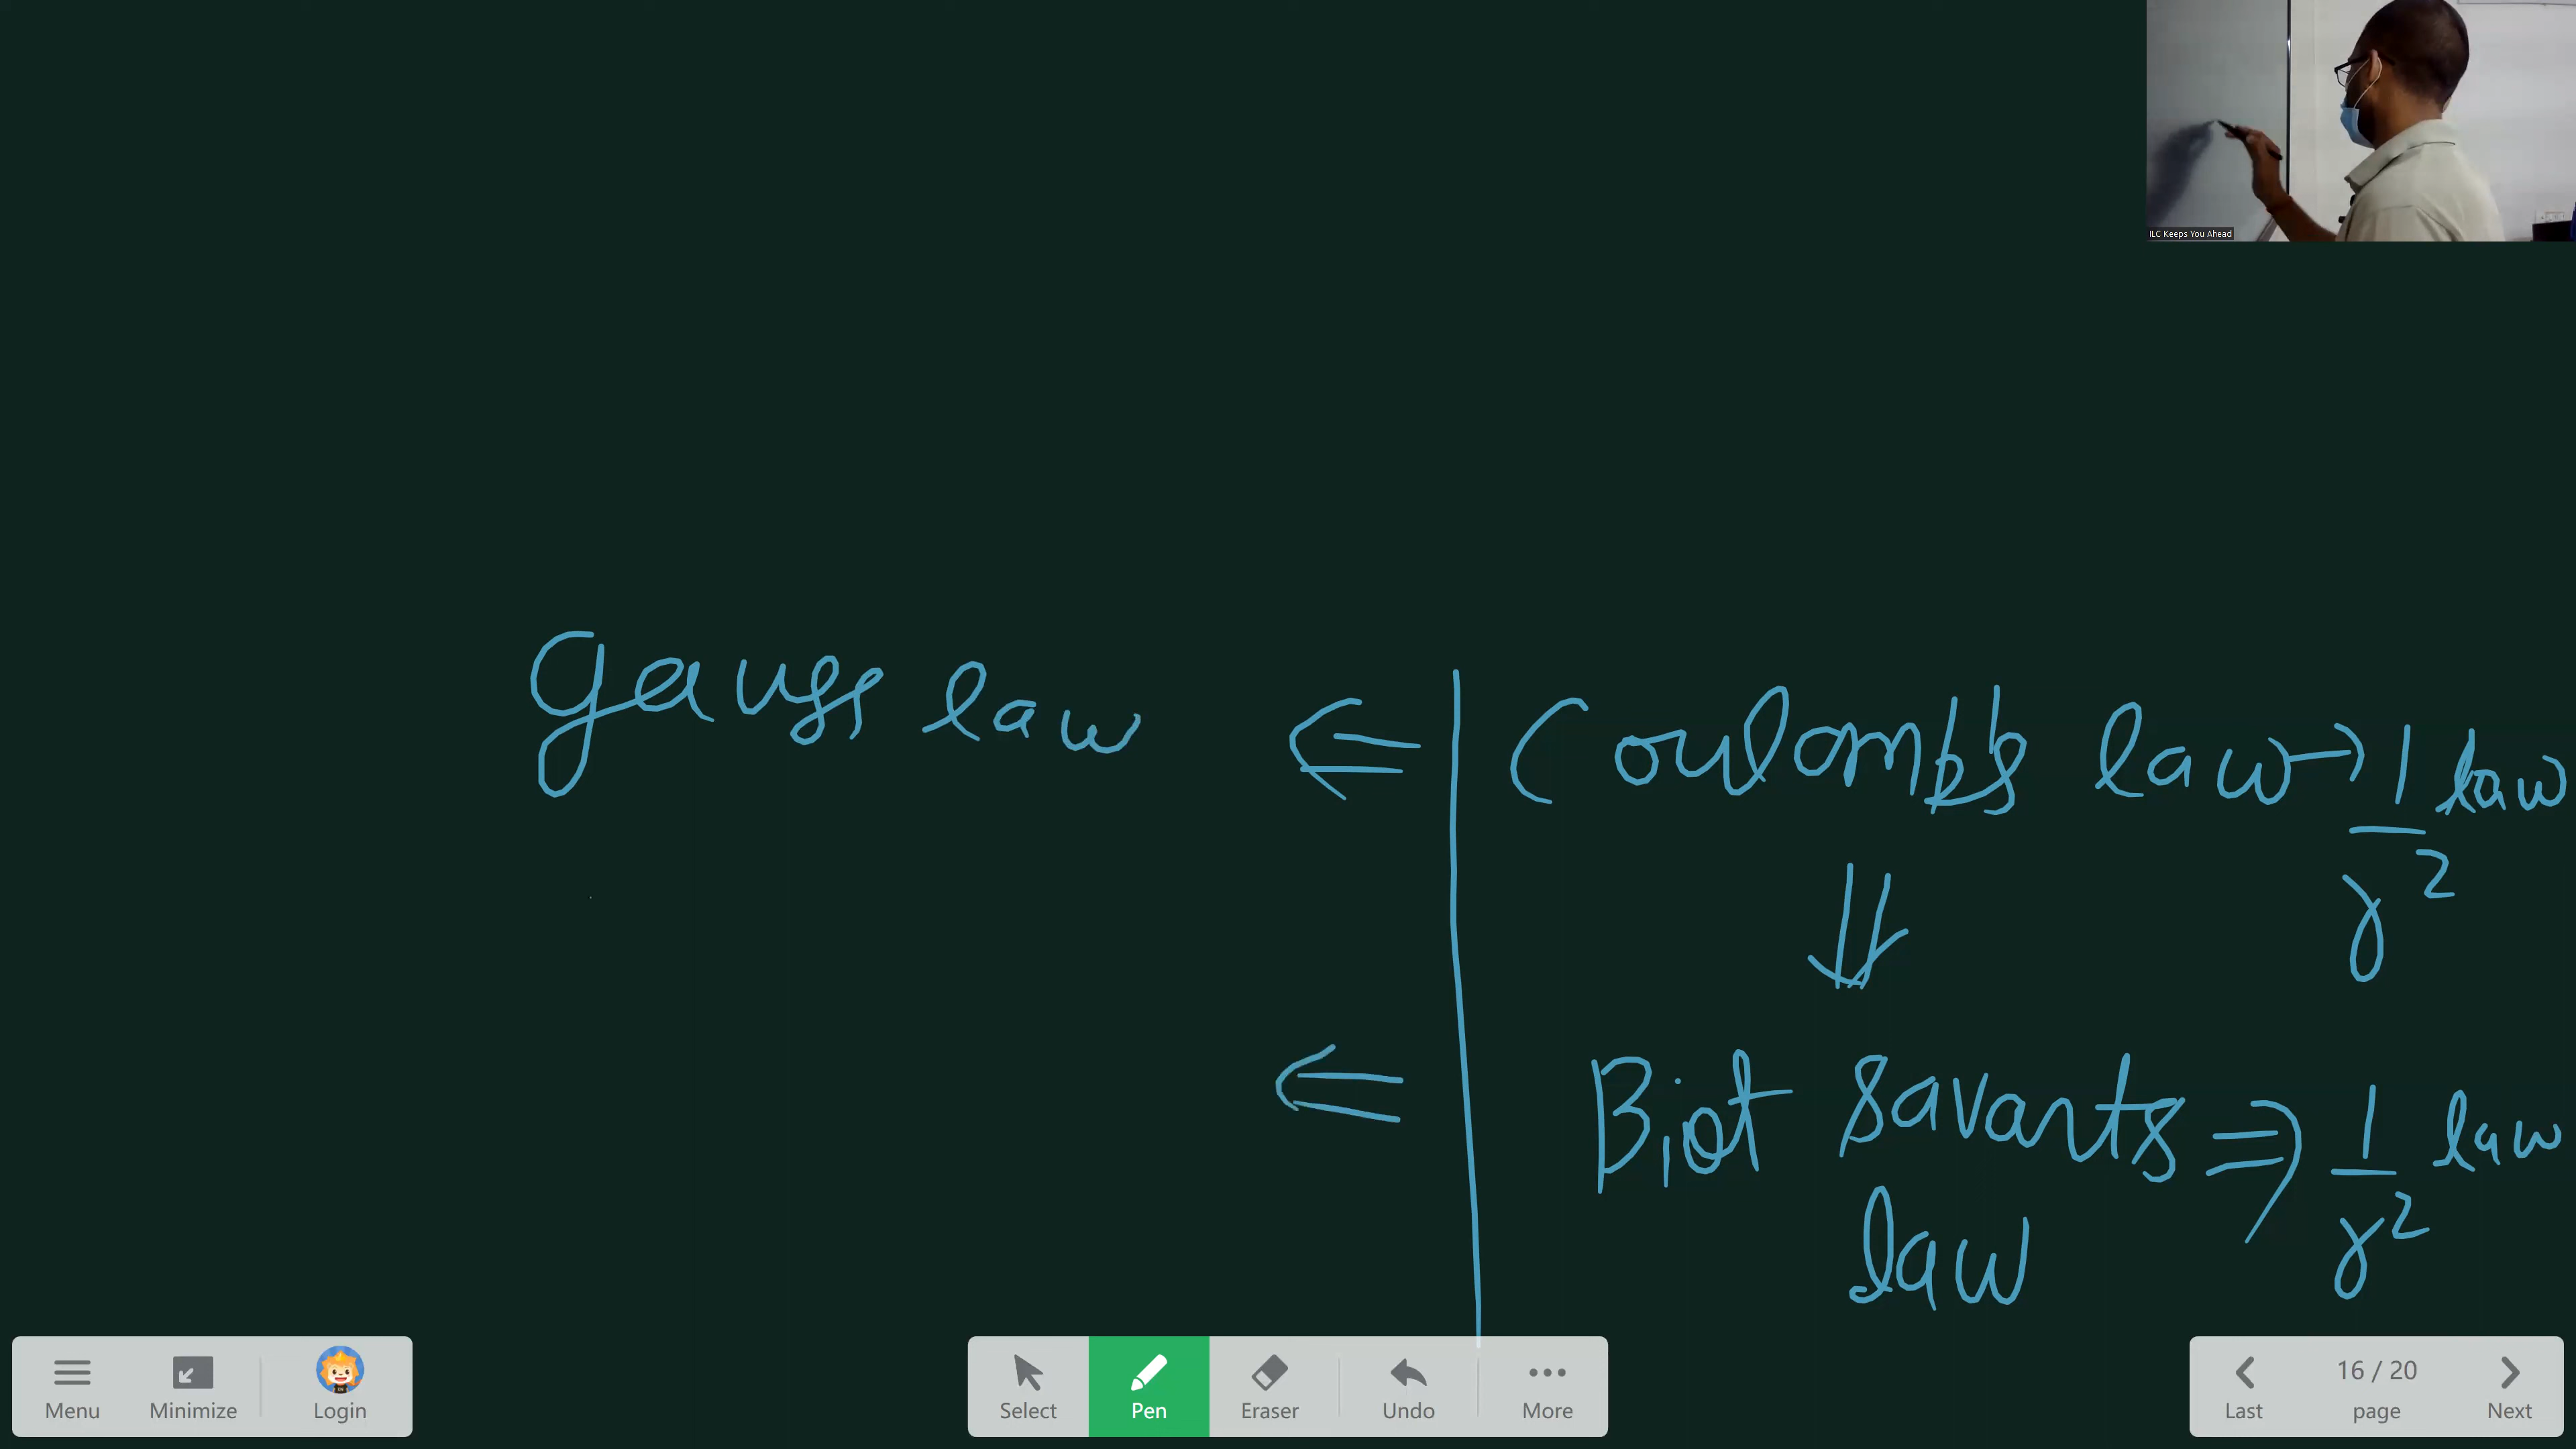 ILC Keeps You Ahead
Gauss law ⇐ Coulomb's law → 1/r² law
⇓
⇐ Biot Savarts ⇒ 1/r² law
law
Menu Minimize Login
Select Pen Eraser Undo More
16 / 20
Last page Next